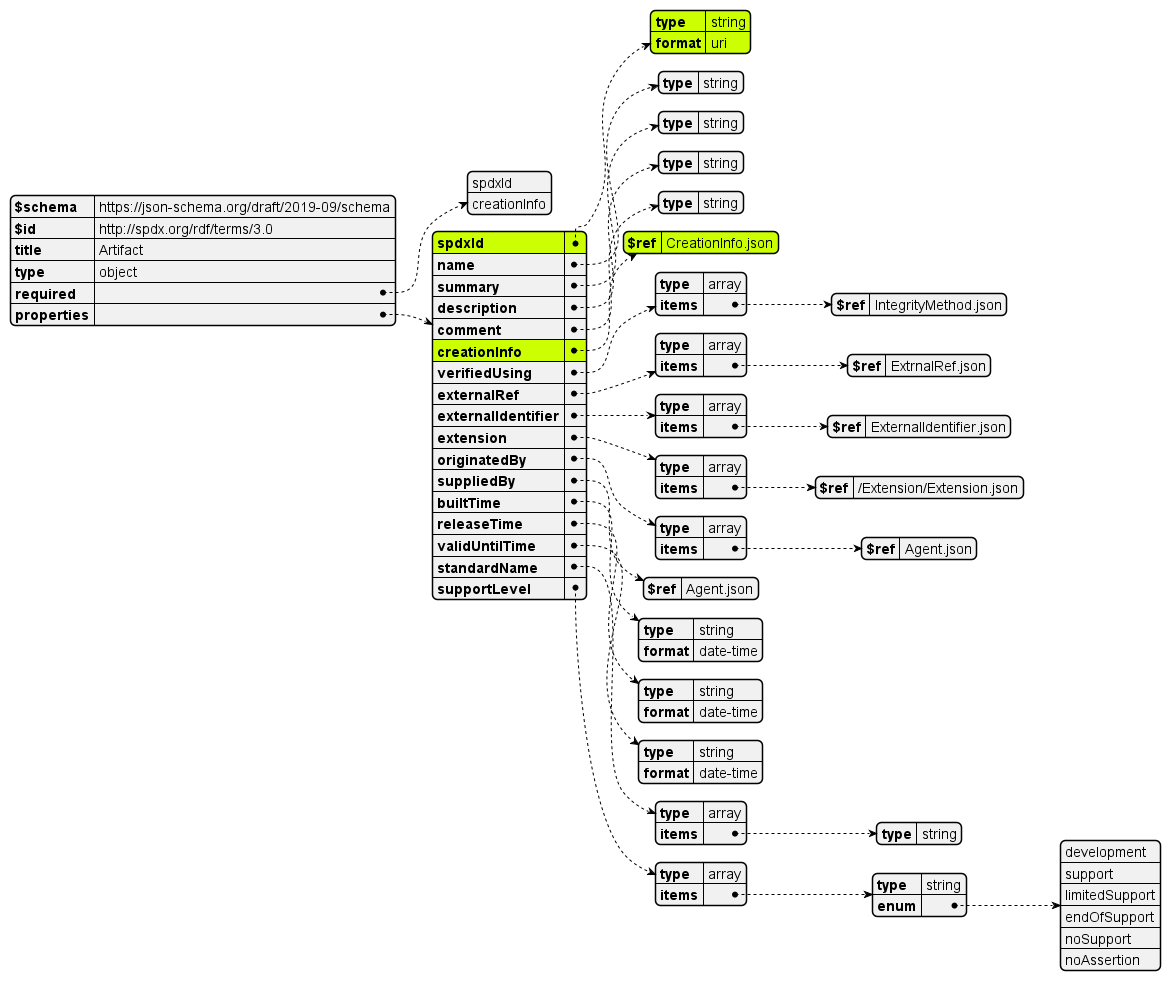 $schema https://json-schema.org/draft/2019-09/schema
$id http://spdx.org/rdf/terms/3.0
title Artifact
type object
required
properties
spdxId
creationInfo
spdxId
name
summary
description
comment
creationInfo
verifiedUsing
externalRef
externalIdentifier
extension
originatedBy
suppliedBy
builtTime
releaseTime
validUntilTime
standardName
supportLevel
type string
format uri
type string
type string
type string
type string
$ref CreationInfo.json
type array
items
$ref IntegrityMethod.json
type array
items
$ref ExtrnalRef.json
type array
items
$ref ExternalIdentifier.json
type array
items
$ref /Extension/Extension.json
type array
items
$ref Agent.json
$ref Agent.json
type string
format date-time
type string
format date-time
type string
format date-time
type array
items
type string
type array
items
type string
enum
development
support
limitedSupport
endOfSupport
noSupport
noAssertion